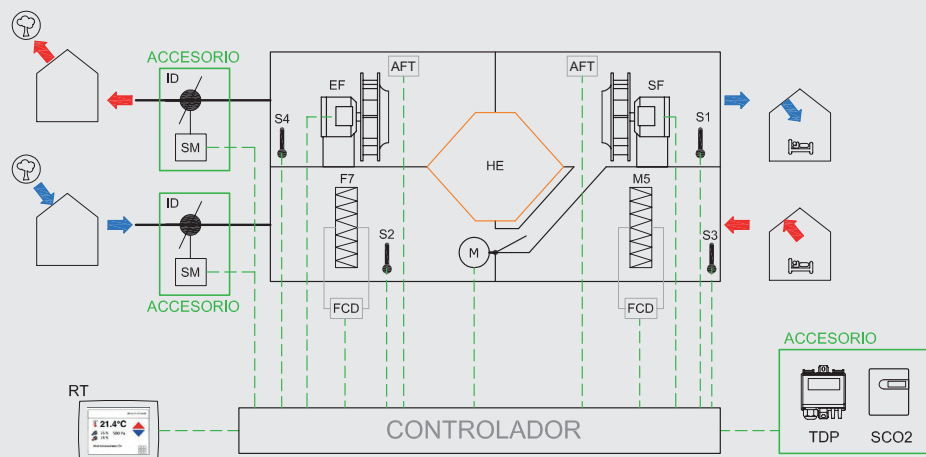 ACCESORIO
ID
SM
AFT
EF
S4
AFT
SF
S1
HE
F7
M5
ID
SM
S2
M
S3
ACCESORIO
FCD
FCD
RT
21.4°C
CONTROLADOR
ACCESORIO
TDP
SCO2